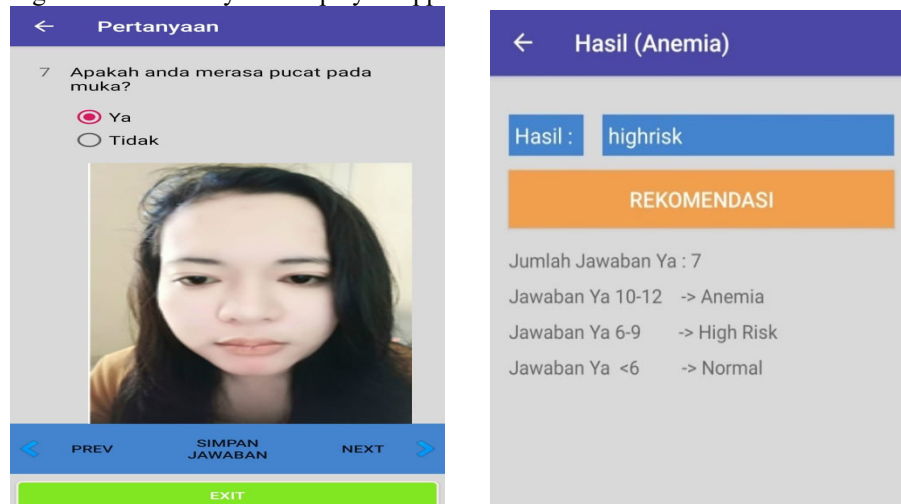 Pertanyaan
7 Apakah anda merasa pucat pada
muka?
Ya
Tidak
PREV
SIMPAN
JAWABAN
NEXT
EXIT
Hasil (Anemia)
Hasil : highrisk
REKOMENDASI
Jumlah Jawaban Ya : 7
Jawaban Ya 10-12 -> Anemia
Jawaban Ya 6-9 -> High Risk
Jawaban Ya <6 -> Normal